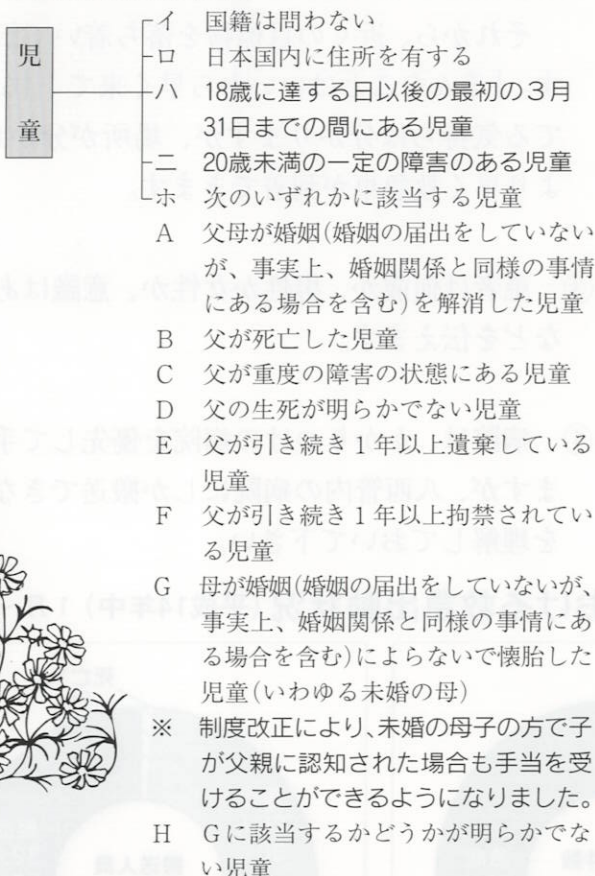 児童
イ 国籍は問わない
ロ 日本国内に住所を有する
ハ 18歳に達する日以後の最初の3月
31日までの間にある児童
ニ 20歳未満の一定の障害のある児童
ホ 次のいずれかに該当する児童
A 父母が婚姻(婚姻の届出をしていない
が、事実上、婚姻関係と同様の事情
にある場合を含む)を解消した児童
B 父が死亡した児童
C 父が重度の障害の状態にある児童
D 父の生死が明らかでない児童
E 父が引き続き1年以上遺棄している
児童
F 父が引き続き1年以上拘禁されてい
る児童
G 母が婚姻(婚姻の届出をしていないが、
事実上、婚姻関係と同様の事情にあ
る場合を含む)によらないで懐胎した
児童(いわゆる未婚の母)
※ 制度改正により、未婚の母子の方で子
が父親に認知された場合も手当を受
けることができるようになりました。
H Gに該当するかどうかが明らかでな
い児童